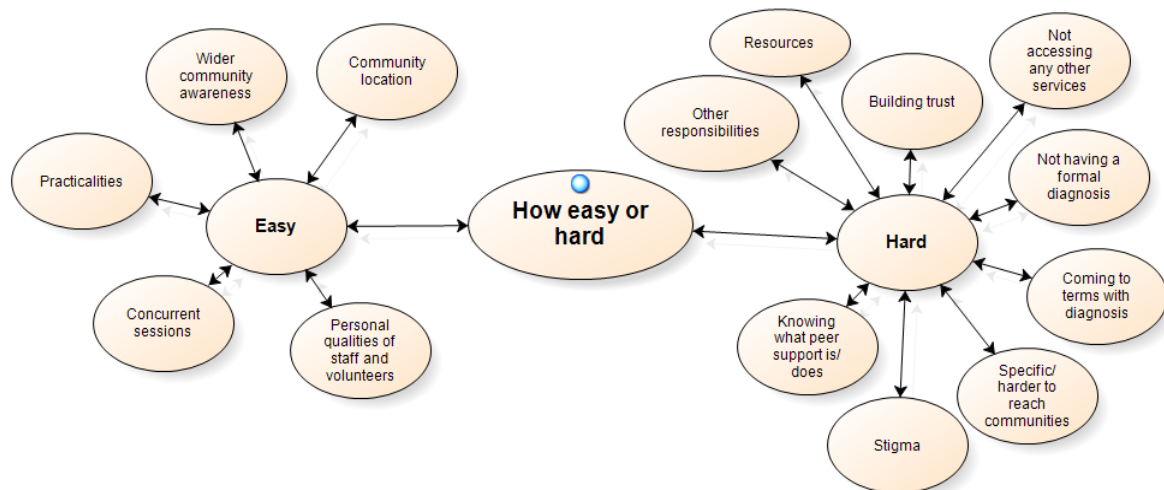 Wider
community
awareness
Community
location
Practicalities
Easy
Concurrent
sessions
Personal
qualities of
staff and
volunteers
How easy or
hard
Resources
Not
accessing
any other
services
Building trust
Other
responsibilities
Not having a
formal
diagnosis
Hard
Coming to
terms with
diagnosis
Knowing
what peer
support is/
does
Specific/
harder to
reach
communities
Stigma